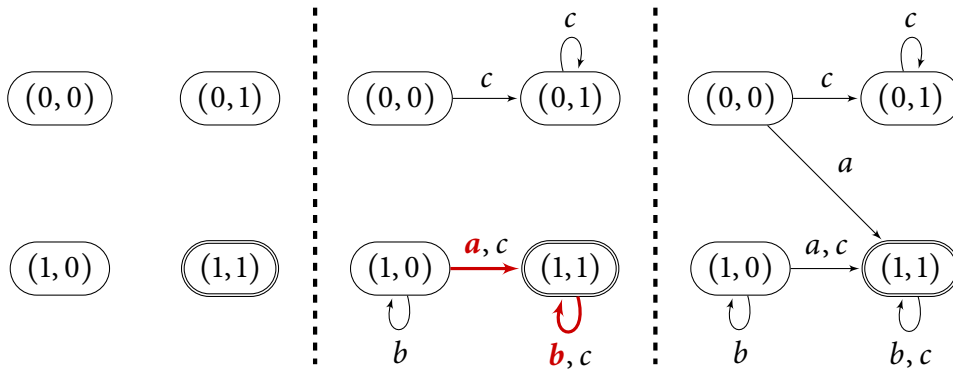 (0, 0)
(0, 1)
(1, 0)
(1, 1)
c
(0, 0)
c
(0, 1)
(1, 0)
a, c
(1, 1)
b
b, c
c
(0, 0)
c
(0, 1)
a
(1, 0)
a, c
(1, 1)
b
b, c